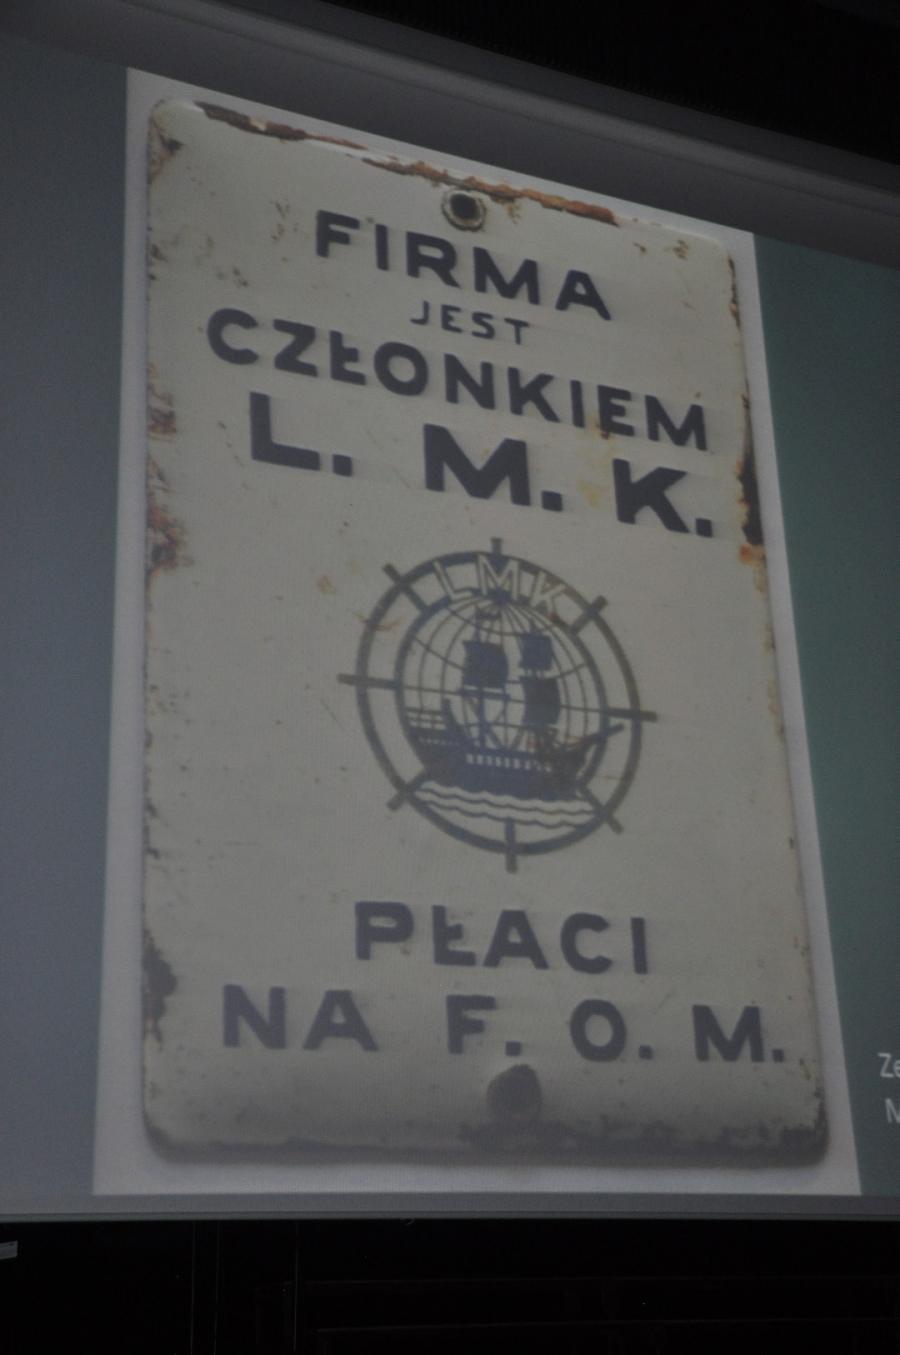 FIRMA
JEST
CZŁONKIEM
L. M. K.
LMK
PŁACI
NA F. O. M.